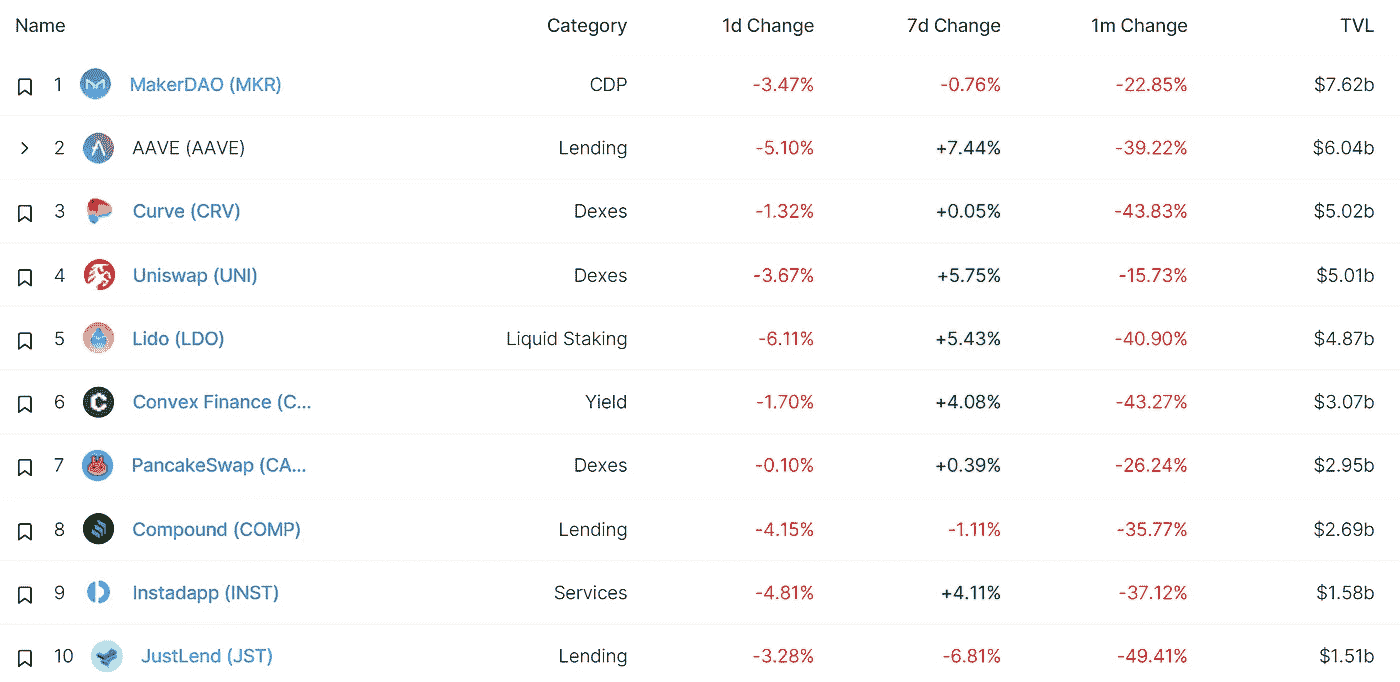 Name Category 1d Change 7d Change 1m Change TVL
1 MakerDAO (MKR) CDP -3.47% -0.76% -22.85% $7.62b
2 AAVE (AAVE) Lending -5.10% +7.44% -39.22% $6.04b
3 Curve (CRV) Dexes -1.32% +0.05% -43.83% $5.02b
4 Uniswap (UNI) Dexes -3.67% +5.75% -15.73% $5.01b
5 Lido (LDO) Liquid Staking -6.11% +5.43% -40.90% $4.87b
6 Convex Finance (C... Yield -1.70% +4.08% -43.27% $3.07b
7 PancakeSwap (CA... Dexes -0.10% +0.39% -26.24% $2.95b
8 Compound (COMP) Lending -4.15% -1.11% -35.77% $2.69b
9 Instadapp (INST) Services -4.81% +4.11% -37.12% $1.58b
10 JustLend (JST) Lending -3.28% -6.81% -49.41% $1.51b